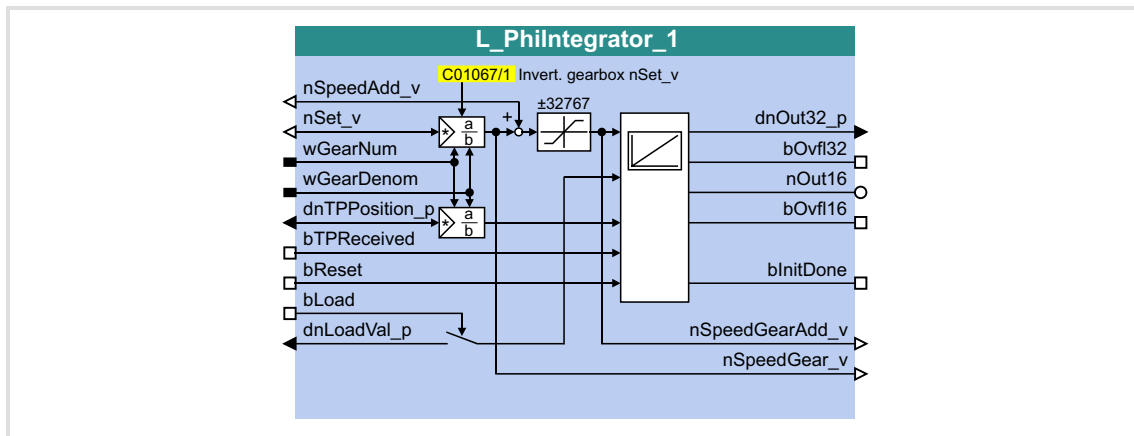 L_PhiIntegrator_1
C01067/1 Invert. gearbox nSet_v
nSpeedAdd_v
±32767
+
nSet_v
* a
b
dnOut32_p
wGearNum
bOvfl32
wGearDenom
nOut16
dnTPPosition_p
* a
b
bOvfl16
bTPReceived
bReset
bInitDone
bLoad
dnLoadVal_p
nSpeedGearAdd_v
nSpeedGear_v